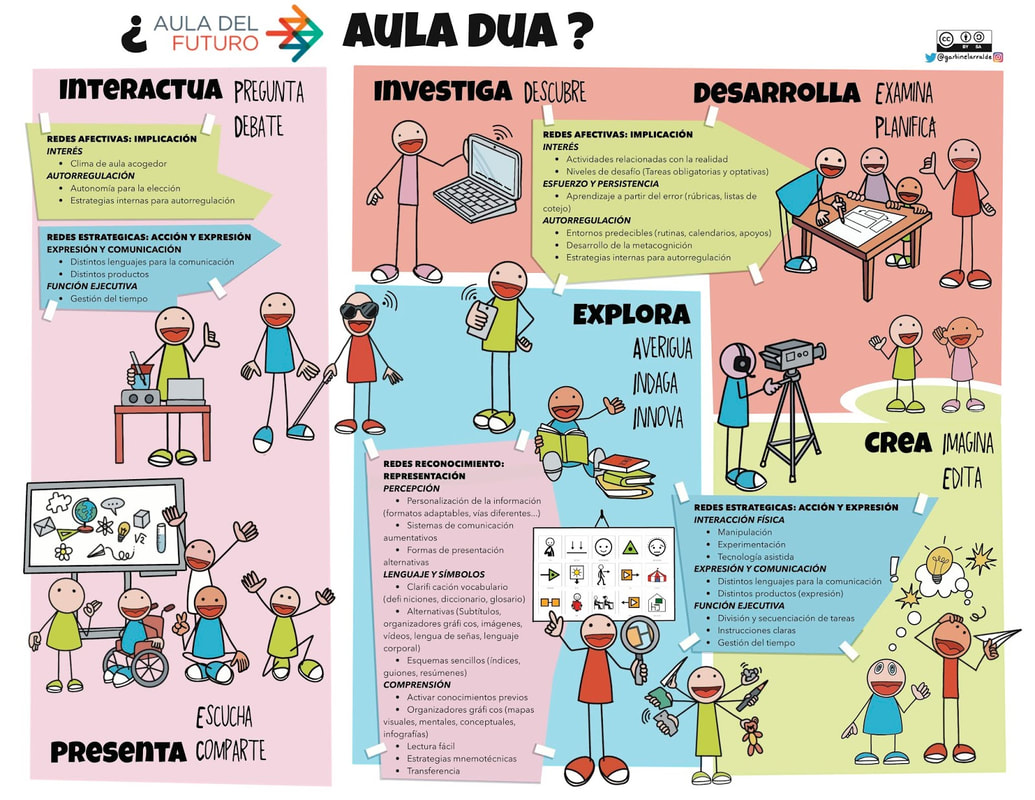 ¿ AULA DEL FUTURO AULA DUA ?
CC BY SA
@garbinelarralde
INTERACTUA PREGUNTA
DEBATE
REDES AFECTIVAS: IMPLICACIÓN
INTERÉS
• Clima de aula acogedor
AUTORREGULACIÓN
• Autonomía para la elección
• Estrategias internas para autorregulación
REDES ESTRATEGICAS: ACCIÓN Y EXPRESIÓN
EXPRESIÓN Y COMUNICACIÓN
• Distintos lenguajes para la comunicación
• Distintos productos
FUNCIÓN EJECUTIVA
• Gestión del tiempo
√E
ESCUCHA
PRESENTA COMPARTE
INVESTIGA DESCUBRE
DESARROLLA EXAMINA
PLANIFICA
REDES AFECTIVAS: IMPLICACIÓN
INTERÉS
• Actividades relacionadas con la realidad
• Niveles de desafío (Tareas obligatorias y optativas)
ESFUERZO Y PERSISTENCIA
• Aprendizaje a partir del error (rúbricas, listas de
cotejo)
AUTORREGULACIÓN
• Entornos predecibles (rutinas, calendarios, apoyos)
• Desarrollo de la metacognición
• Estrategias internas para autorregulación
EXPLORA
AVERIGUA
INDAGA
INNOVA
REDES RECONOCIMIENTO:
REPRESENTACIÓN
PERCEPCIÓN
• Personalización de la información
(formatos adaptables, vías diferentes...)
• Sistemas de comunicación
aumentativos
• Formas de presentación
alternativas
LENGUAJE Y SÍMBOLOS
• Clarifi cación vocabulario
(defi niciones, diccionario, glosario)
• Alternativas (Subtítulos,
organizadores gráfi cos, imágenes,
vídeos, lengua de señas, lenguaje
corporal)
• Esquemas sencillos (índices,
guiones, resúmenes)
COMPRENSIÓN
• Activar conocimientos previos
• Organizadores gráfi cos (mapas
visuales, mentales, conceptuales,
infografías)
• Lectura fácil
• Estrategias mnemotécnicas
• Transferencia
CREA IMAGINA
EDITA
REDES ESTRATEGICAS: ACCIÓN Y EXPRESIÓN
INTERACCIÓN FÍSICA
• Manipulación
• Experimentación
• Tecnología asistida
EXPRESIÓN Y COMUNICACIÓN
• Distintos lenguajes para la comunicación
• Distintos productos (expresión)
FUNCIÓN EJECUTIVA
• División y secuenciación de tareas
• Instrucciones claras
• Gestión del tiempo
!